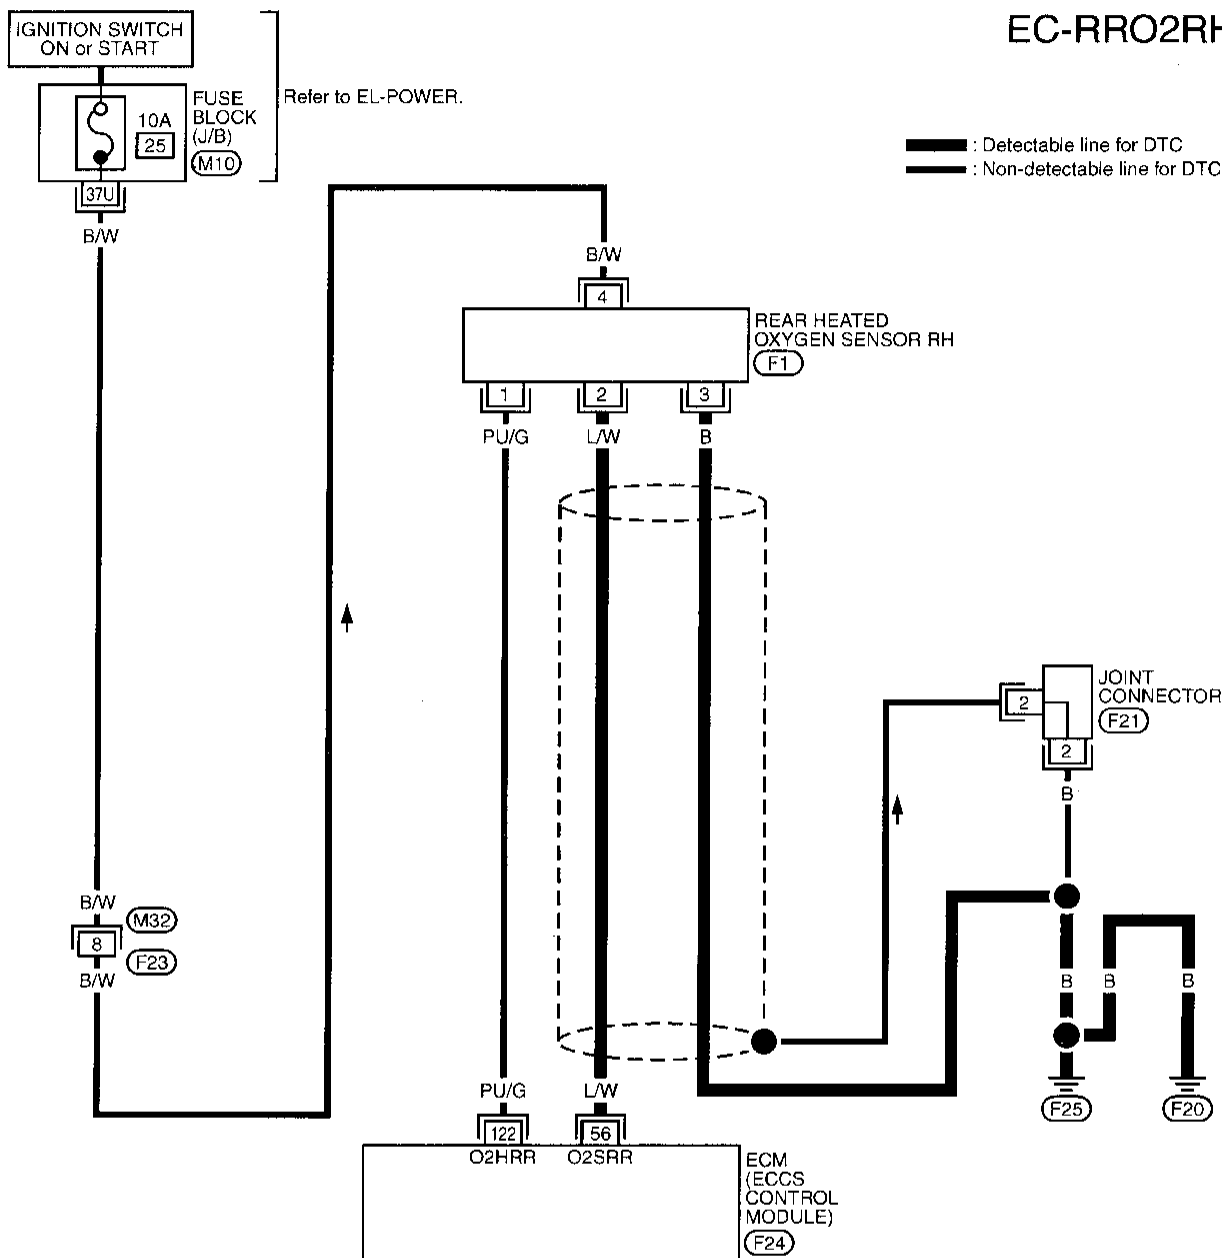 IGNITION SWITCH
ON or START
EC-RRO2RH
FUSE
BLOCK
(J/B)
M10
10A
25
Refer to EL-POWER.
: Detectable line for DTC
: Non-detectable line for DTC
37U
B/W
B/W
4
REAR HEATED
OXYGEN SENSOR RH
F1
1
2
3
PU/G
L/W
B
2
JOINT
CONNECTOR
F21
2
B
B/W
M32
8
F23
B/W
B
B
B
F25
F20
PU/G
L/W
122
56
O2HRR
O2SRR
ECM
(ECCS
CONTROL
MODULE)
F24